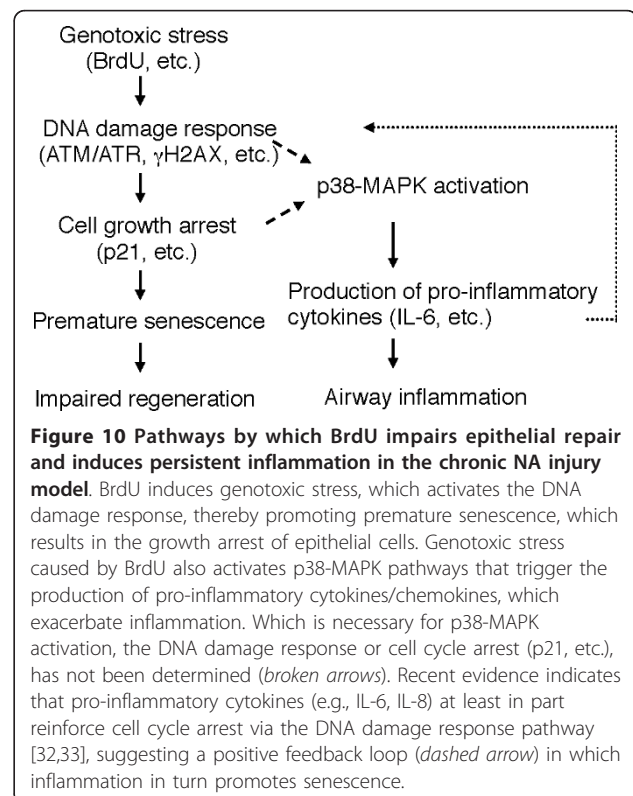 Genotoxic stress
(BrdU, etc.)
DNA damage response
(ATM/ATR, γH2AX, etc.)
p38-MAPK activation
Cell growth arrest
(p21, etc.)
Production of pro-inflammatory
cytokines (IL-6, etc.)
Premature senescence
Impaired regeneration
Airway inflammation
Figure 10 Pathways by which BrdU impairs epithelial repair
and induces persistent inflammation in the chronic NA injury
model. BrdU induces genotoxic stress, which activates the DNA
damage response, thereby promoting premature senescence, which
results in the growth arrest of epithelial cells. Genotoxic stress
caused by BrdU also activates p38-MAPK pathways that trigger the
production of pro-inflammatory cytokines/chemokines, which
exacerbate inflammation. Which is necessary for p38-MAPK
activation, the DNA damage response or cell cycle arrest (p21, etc.),
has not been determined (broken arrows). Recent evidence indicates
that pro-inflammatory cytokines (e.g., IL-6, IL-8) at least in part
reinforce cell cycle arrest via the DNA damage response pathway
[32,33], suggesting a positive feedback loop (dashed arrow) in which
inflammation in turn promotes senescence.